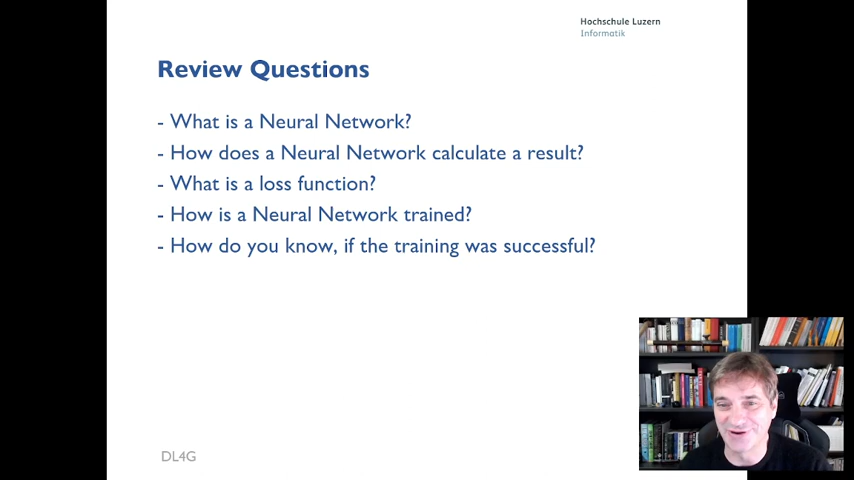 Hochschule Luzern
Informatik
Review Questions
- What is a Neural Network?
- How does a Neural Network calculate a result?
- What is a loss function?
- How is a Neural Network trained?
- How do you know, if the training was successful?
DL4G